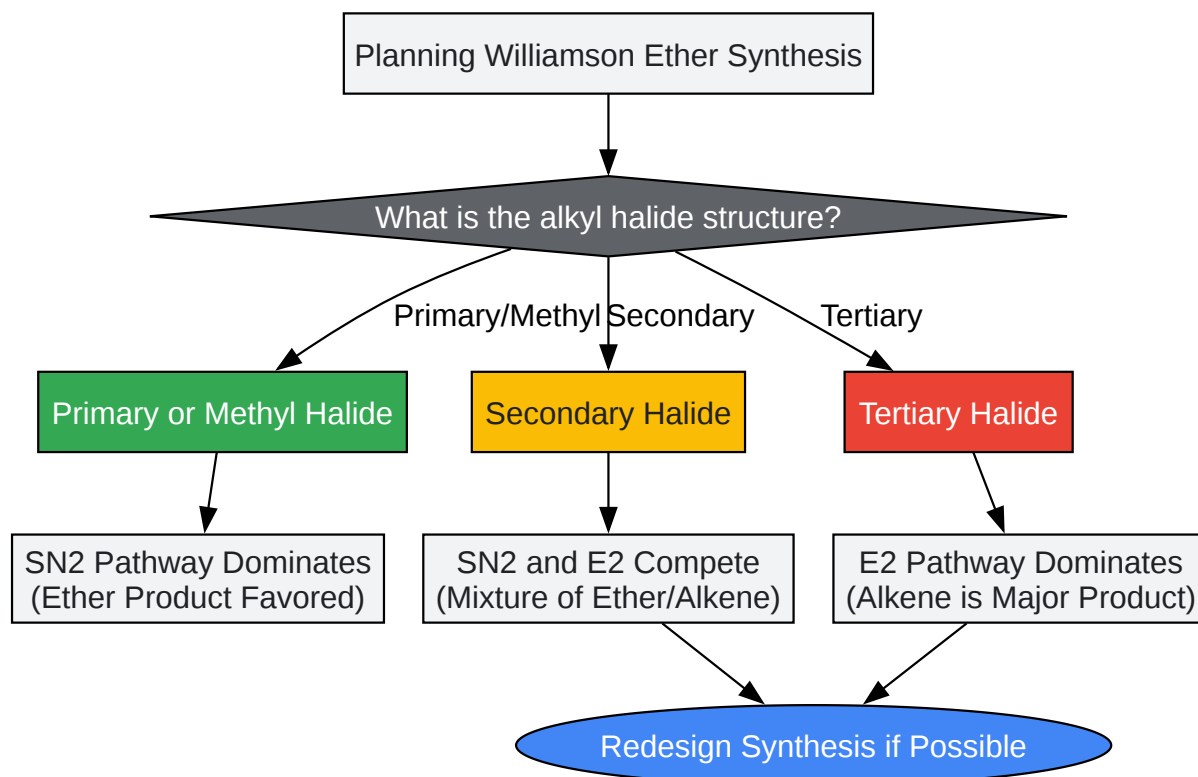 Planning Williamson Ether Synthesis
What is the alkyl halide structure?
Primary/Methyl
Secondary
Tertiary
Primary or Methyl Halide
Secondary Halide
Tertiary Halide
SN2 Pathway Dominates
(Ether Product Favored)
SN2 and E2 Compete
(Mixture of Ether/Alkene)
E2 Pathway Dominates
(Alkene is Major Product)
Redesign Synthesis if Possible